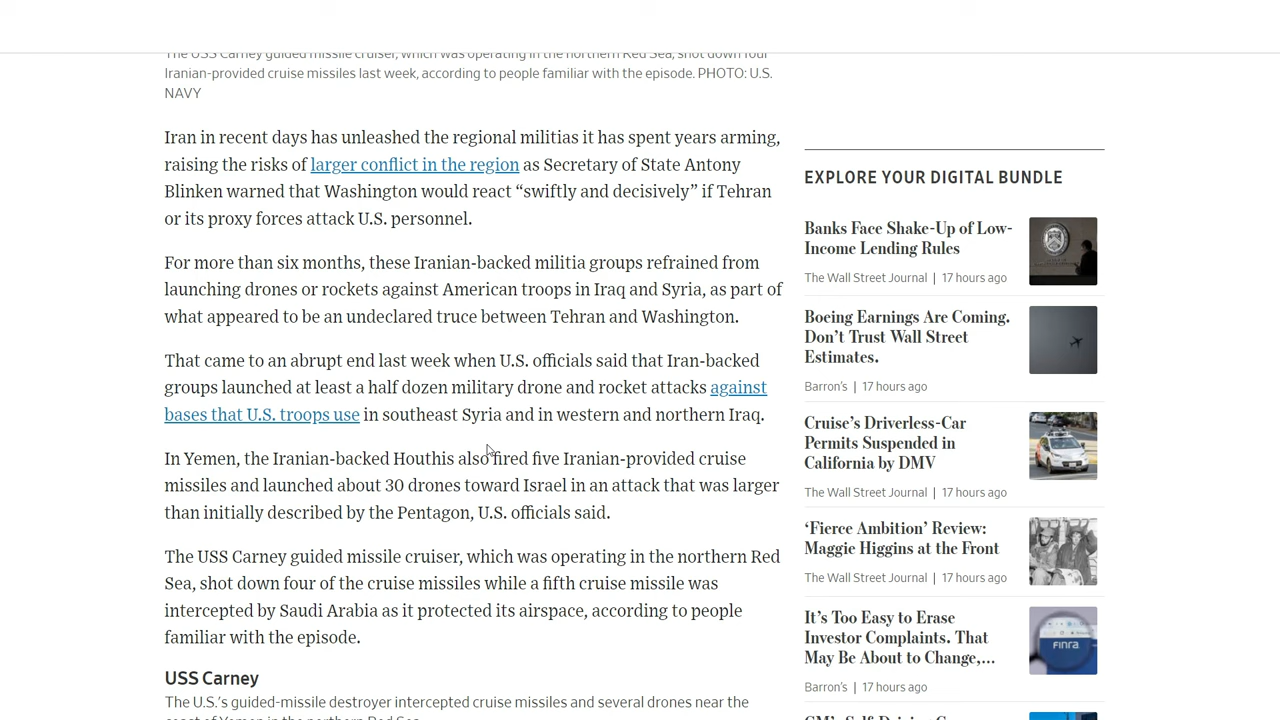 The USS Carney guided missile cruiser, which was operating in the northern Red Sea, shot down four
Iranian-provided cruise missiles last week, according to people familiar with the episode. PHOTO: U.S.
NAVY
Iran in recent days has unleashed the regional militias it has spent years arming,
raising the risks of larger conflict in the region as Secretary of State Antony
Blinken warned that Washington would react “swiftly and decisively” if Tehran
or its proxy forces attack U.S. personnel.
For more than six months, these Iranian-backed militia groups refrained from
launching drones or rockets against American troops in Iraq and Syria, as part of
what appeared to be an undeclared truce between Tehran and Washington.
That came to an abrupt end last week when U.S. officials said that Iran-backed
groups launched at least a half dozen military drone and rocket attacks against
bases that U.S. troops use in southeast Syria and in western and northern Iraq.
In Yemen, the Iranian-backed Houthis also fired five Iranian-provided cruise
missiles and launched about 30 drones toward Israel in an attack that was larger
than initially described by the Pentagon, U.S. officials said.
The USS Carney guided missile cruiser, which was operating in the northern Red
Sea, shot down four of the cruise missiles while a fifth cruise missile was
intercepted by Saudi Arabia as it protected its airspace, according to people
familiar with the episode.
USS Carney
The U.S.'s guided-missile destroyer intercepted cruise missiles and several drones near the
coast of Yemen in the northern Red Sea
EXPLORE YOUR DIGITAL BUNDLE
Banks Face Shake-Up of Low-
Income Lending Rules
The Wall Street Journal | 17 hours ago
Boeing Earnings Are Coming.
Don’t Trust Wall Street
Estimates.
Barron’s | 17 hours ago
Cruise’s Driverless-Car
Permits Suspended in
California by DMV
The Wall Street Journal | 17 hours ago
‘Fierce Ambition’ Review:
Maggie Higgins at the Front
The Wall Street Journal | 17 hours ago
It’s Too Easy to Erase
Investor Complaints. That
May Be About to Change,...
Barron’s | 17 hours ago
FINRA
GM’s Self-Driving C